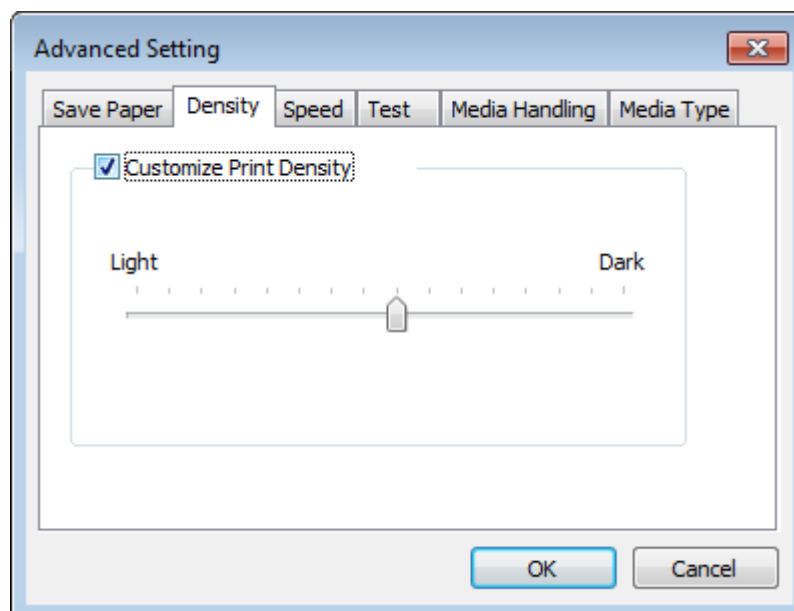 Advanced Setting
Save Paper Density Speed Test Media Handling Media Type
Customize Print Density
Light Dark
OK Cancel